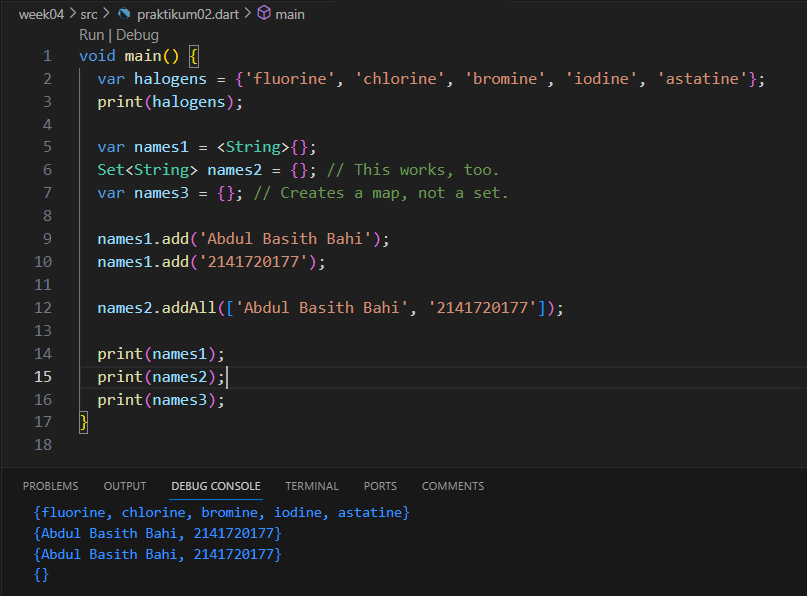 week04 > src > praktikum02.dart > main
Run | Debug
1 void main() {
2   var halogens = {'fluorine', 'chlorine', 'bromine', 'iodine', 'astatine'};
3   print(halogens);
4
5   var names1 = <String>{};
6   Set<String> names2 = {}; // This works, too.
7   var names3 = {}; // Creates a map, not a set.
8
9   names1.add('Abdul Basith Bahi');
10   names1.add('2141720177');
11
12   names2.addAll(['Abdul Basith Bahi', '2141720177']);
13
14   print(names1);
15   print(names2);
16   print(names3);
17 }
18
PROBLEMS OUTPUT DEBUG CONSOLE TERMINAL PORTS COMMENTS
{fluorine, chlorine, bromine, iodine, astatine}
{Abdul Basith Bahi, 2141720177}
{Abdul Basith Bahi, 2141720177}
{}